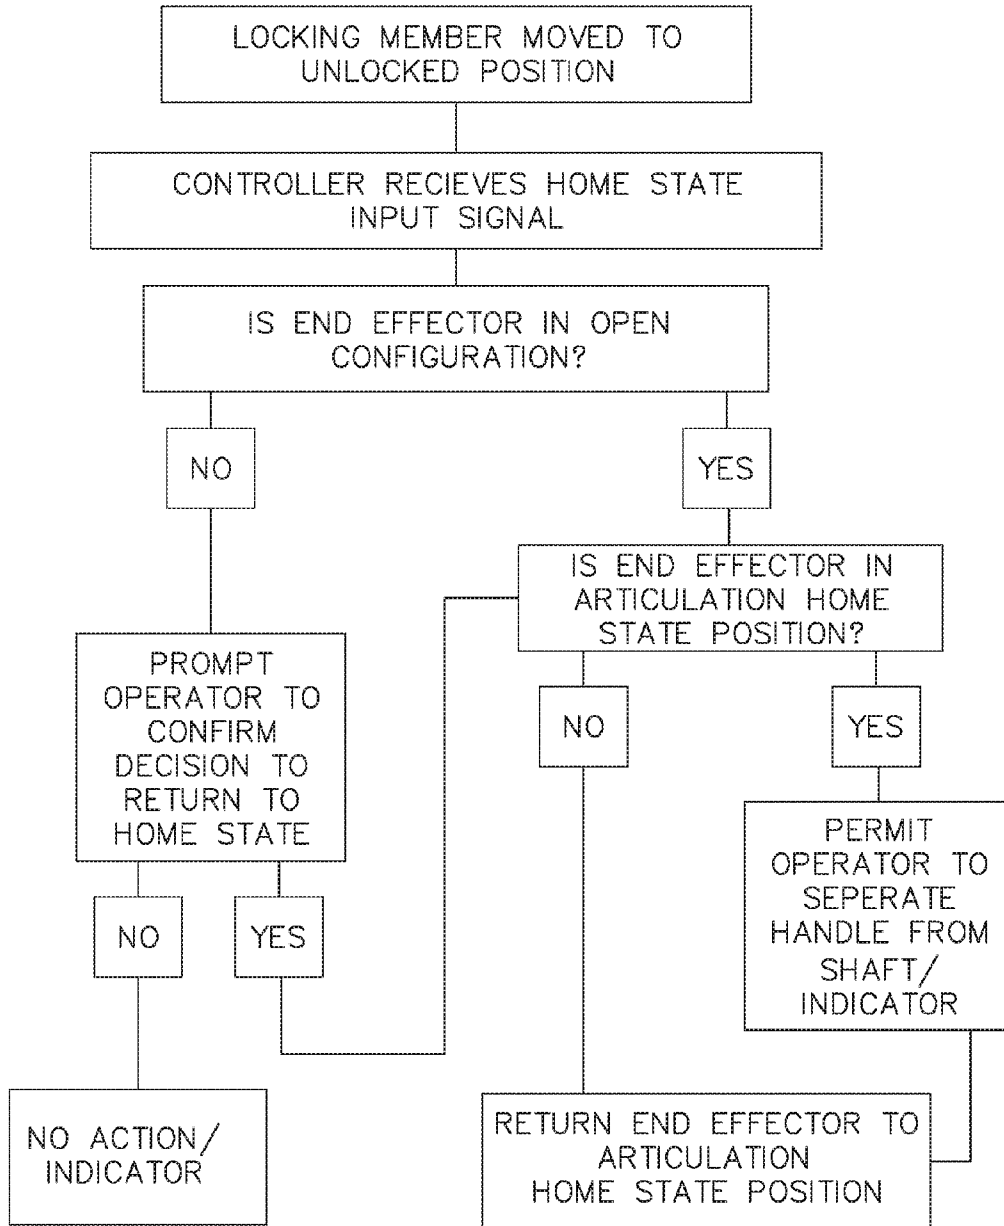 LOCKING MEMBER MOVED TO
UNLOCKED POSITION
CONTROLLER RECIEVES HOME STATE
INPUT SIGNAL
IS END EFFECTOR IN OPEN
CONFIGURATION?
NO
YES
IS END EFFECTOR IN
ARTICULATION HOME
STATE POSITION?
PROMPT
OPERATOR TO
CONFIRM
DECISION TO
RETURN TO
HOME STATE
NO
YES
PERMIT
OPERATOR TO
SEPERATE
HANDLE FROM
SHAFT/
INDICATOR
NO
YES
NO ACTION/
INDICATOR
RETURN END EFFECTOR TO
ARTICULATION
HOME STATE POSITION